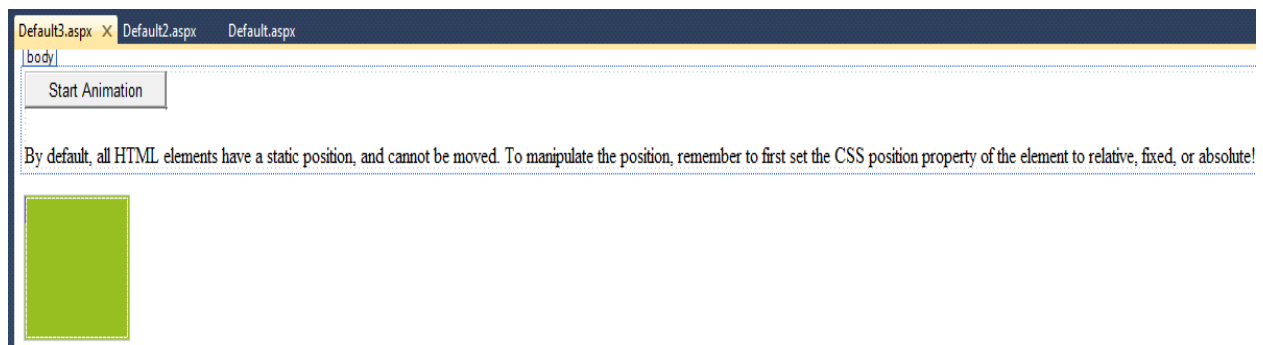 Default3.aspx X Default2.aspx Default.aspx
body
Start Animation
By default, all HTML elements have a static position, and cannot be moved. To manipulate the position, remember to first set the CSS position property of the element to relative, fixed, or absolute!